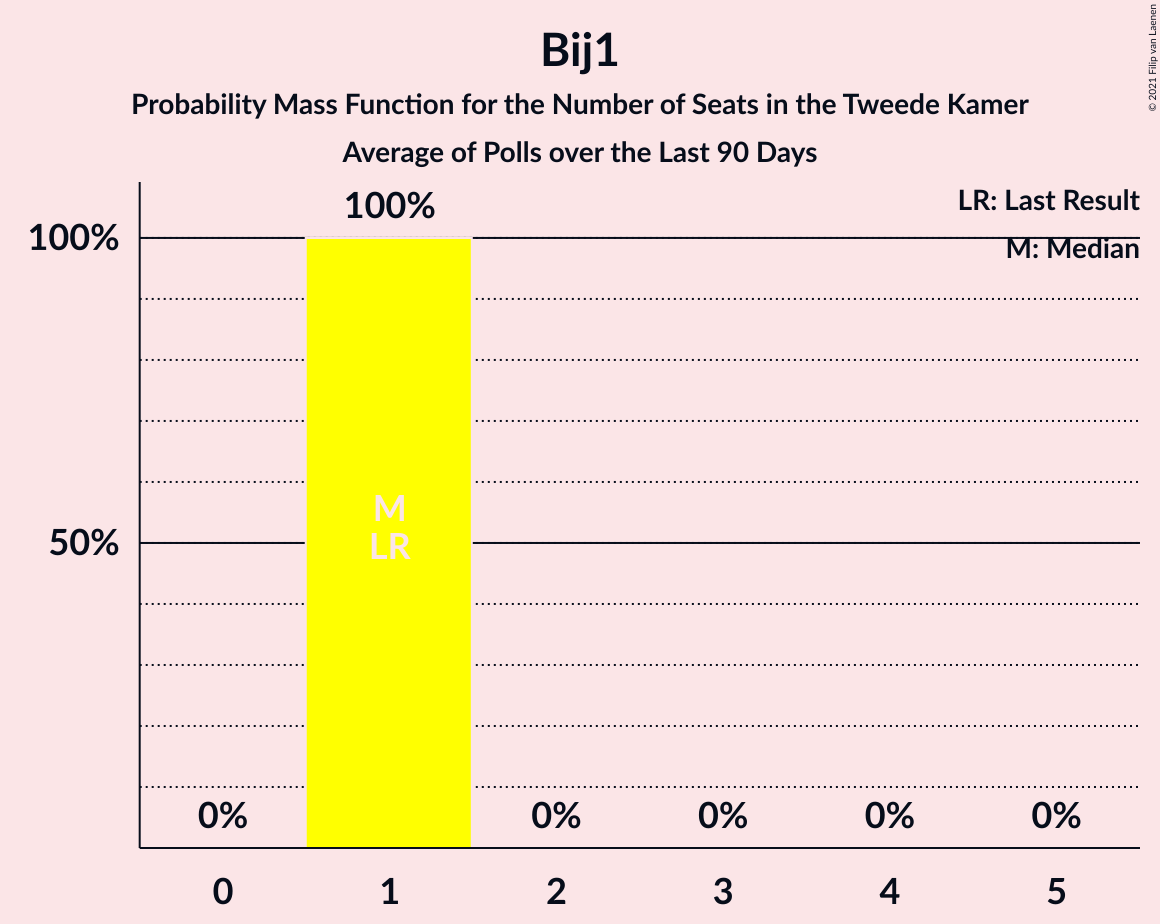 Bij1
Probability Mass Function for the Number of Seats in the Tweede Kamer
Average of Polls over the Last 90 Days
© 2021 Filip van Laenen
LR: Last Result
M: Median
100%
100%
50%
M
LR
0%
0%
0%
0%
0%
0
1
2
3
4
5